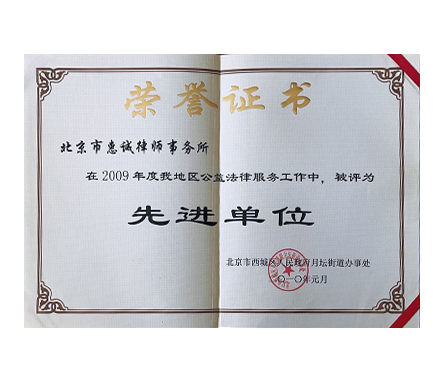 荣誉证书
北京市惠诚律师事务所
在2009年度我地区公益法律服务工作中，被评为
先进单位
北京市西城区人民政府月坛街道办事处
二〇一〇年元月